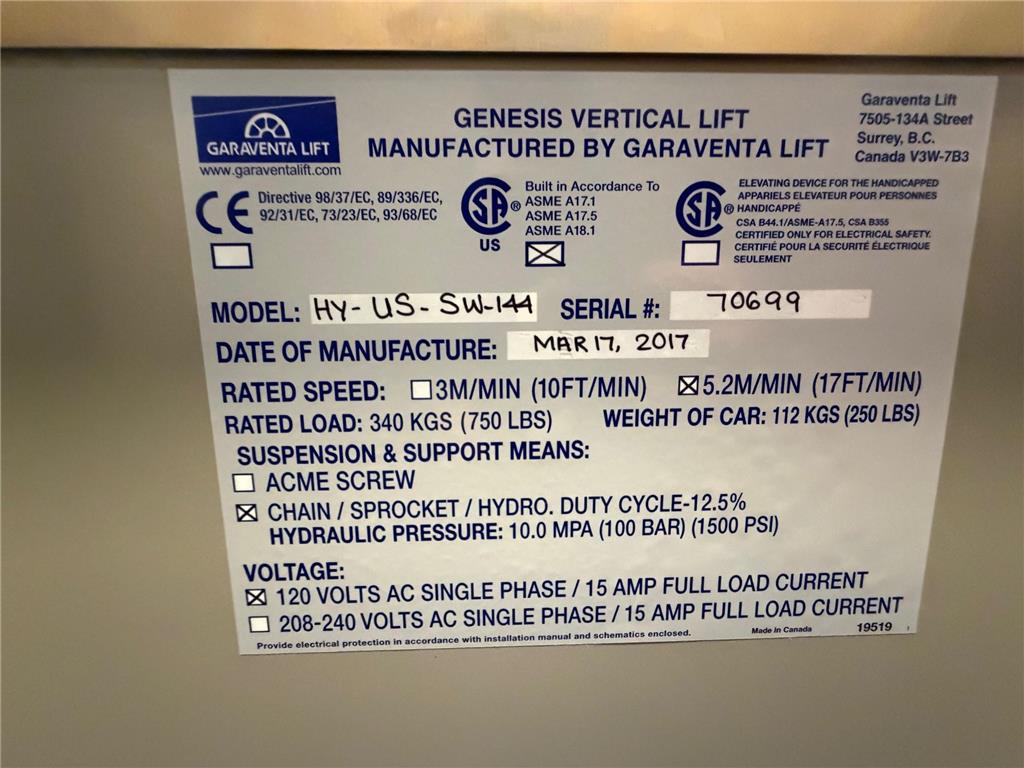 GARAVENTA LIFT
www.garaventalift.com
GENESIS VERTICAL LIFT
MANUFACTURED BY GARAVENTA LIFT
Garaventa Lift
7505-134A Street
Surrey, B.C.
Canada V3W-7B3
CE Directive 98/37/EC, 89/336/EC,
92/31/EC, 73/23/EC, 93/68/EC
SA ® US
Built in Accordance To
ASME A17.1
ASME A17.5
ASME A18.1
☒
SA ®
ELEVATING DEVICE FOR THE HANDICAPPED
APPARIELS ELEVATEUR POUR PERSONNES
HANDICAPPÉ
CSA B44.1/ASME-A17.5, CSA B355
CERTIFIED ONLY FOR ELECTRICAL SAFETY.
CERTIFIÉ POUR LA SECURITÉ ÉLECTRIQUE
SEULEMENT
MODEL: HY-US-SW-144 SERIAL #: 70699
DATE OF MANUFACTURE: MAR 17, 2017
RATED SPEED: ☐3M/MIN (10FT/MIN) ☒5.2M/MIN (17FT/MIN)
RATED LOAD: 340 KGS (750 LBS) WEIGHT OF CAR: 112 KGS (250 LBS)
SUSPENSION & SUPPORT MEANS:
☐ ACME SCREW
☒ CHAIN / SPROCKET / HYDRO. DUTY CYCLE-12.5%
HYDRAULIC PRESSURE: 10.0 MPA (100 BAR) (1500 PSI)
VOLTAGE:
☒ 120 VOLTS AC SINGLE PHASE / 15 AMP FULL LOAD CURRENT
☐ 208-240 VOLTS AC SINGLE PHASE / 15 AMP FULL LOAD CURRENT
Provide electrical protection in accordance with installation manual and schematics enclosed. Made in Canada 19519